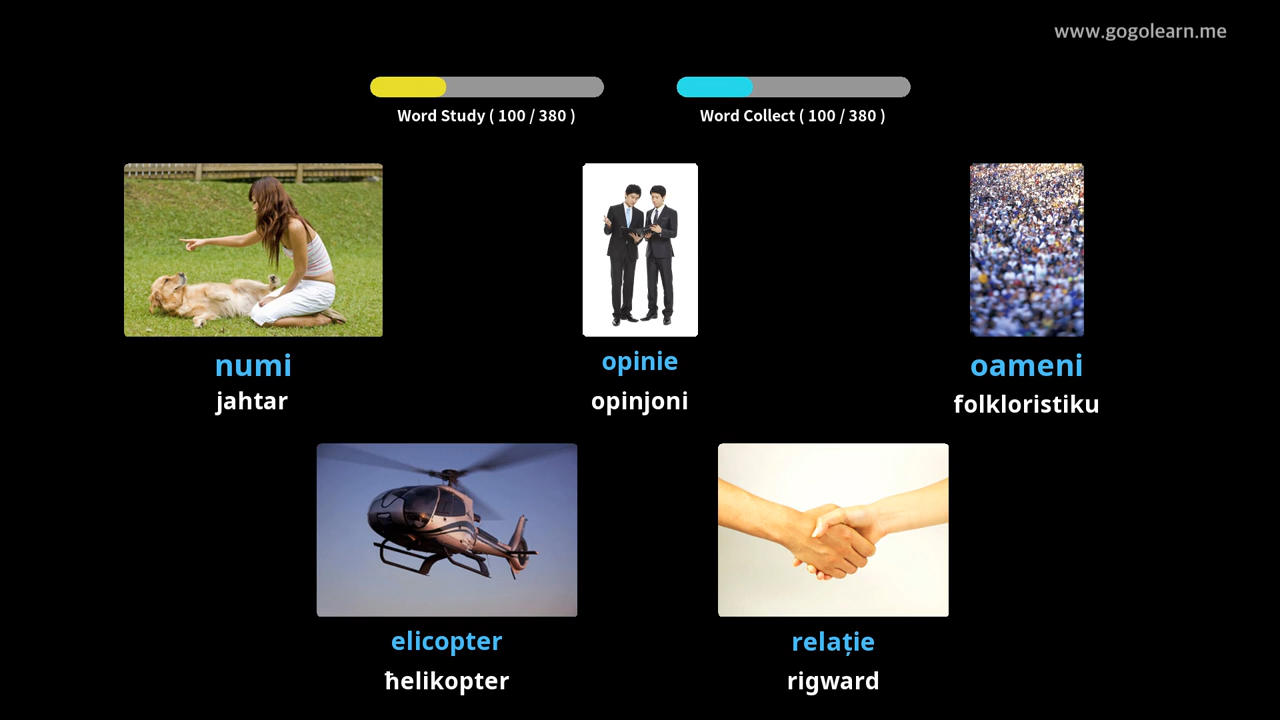 www.gogolearn.me
Word Study ( 100 / 380 )
Word Collect ( 100 / 380 )
numi
jahtar
opinie
opinjoni
oameni
folkloristiku
elicopter
ħelikopter
relație
rigward